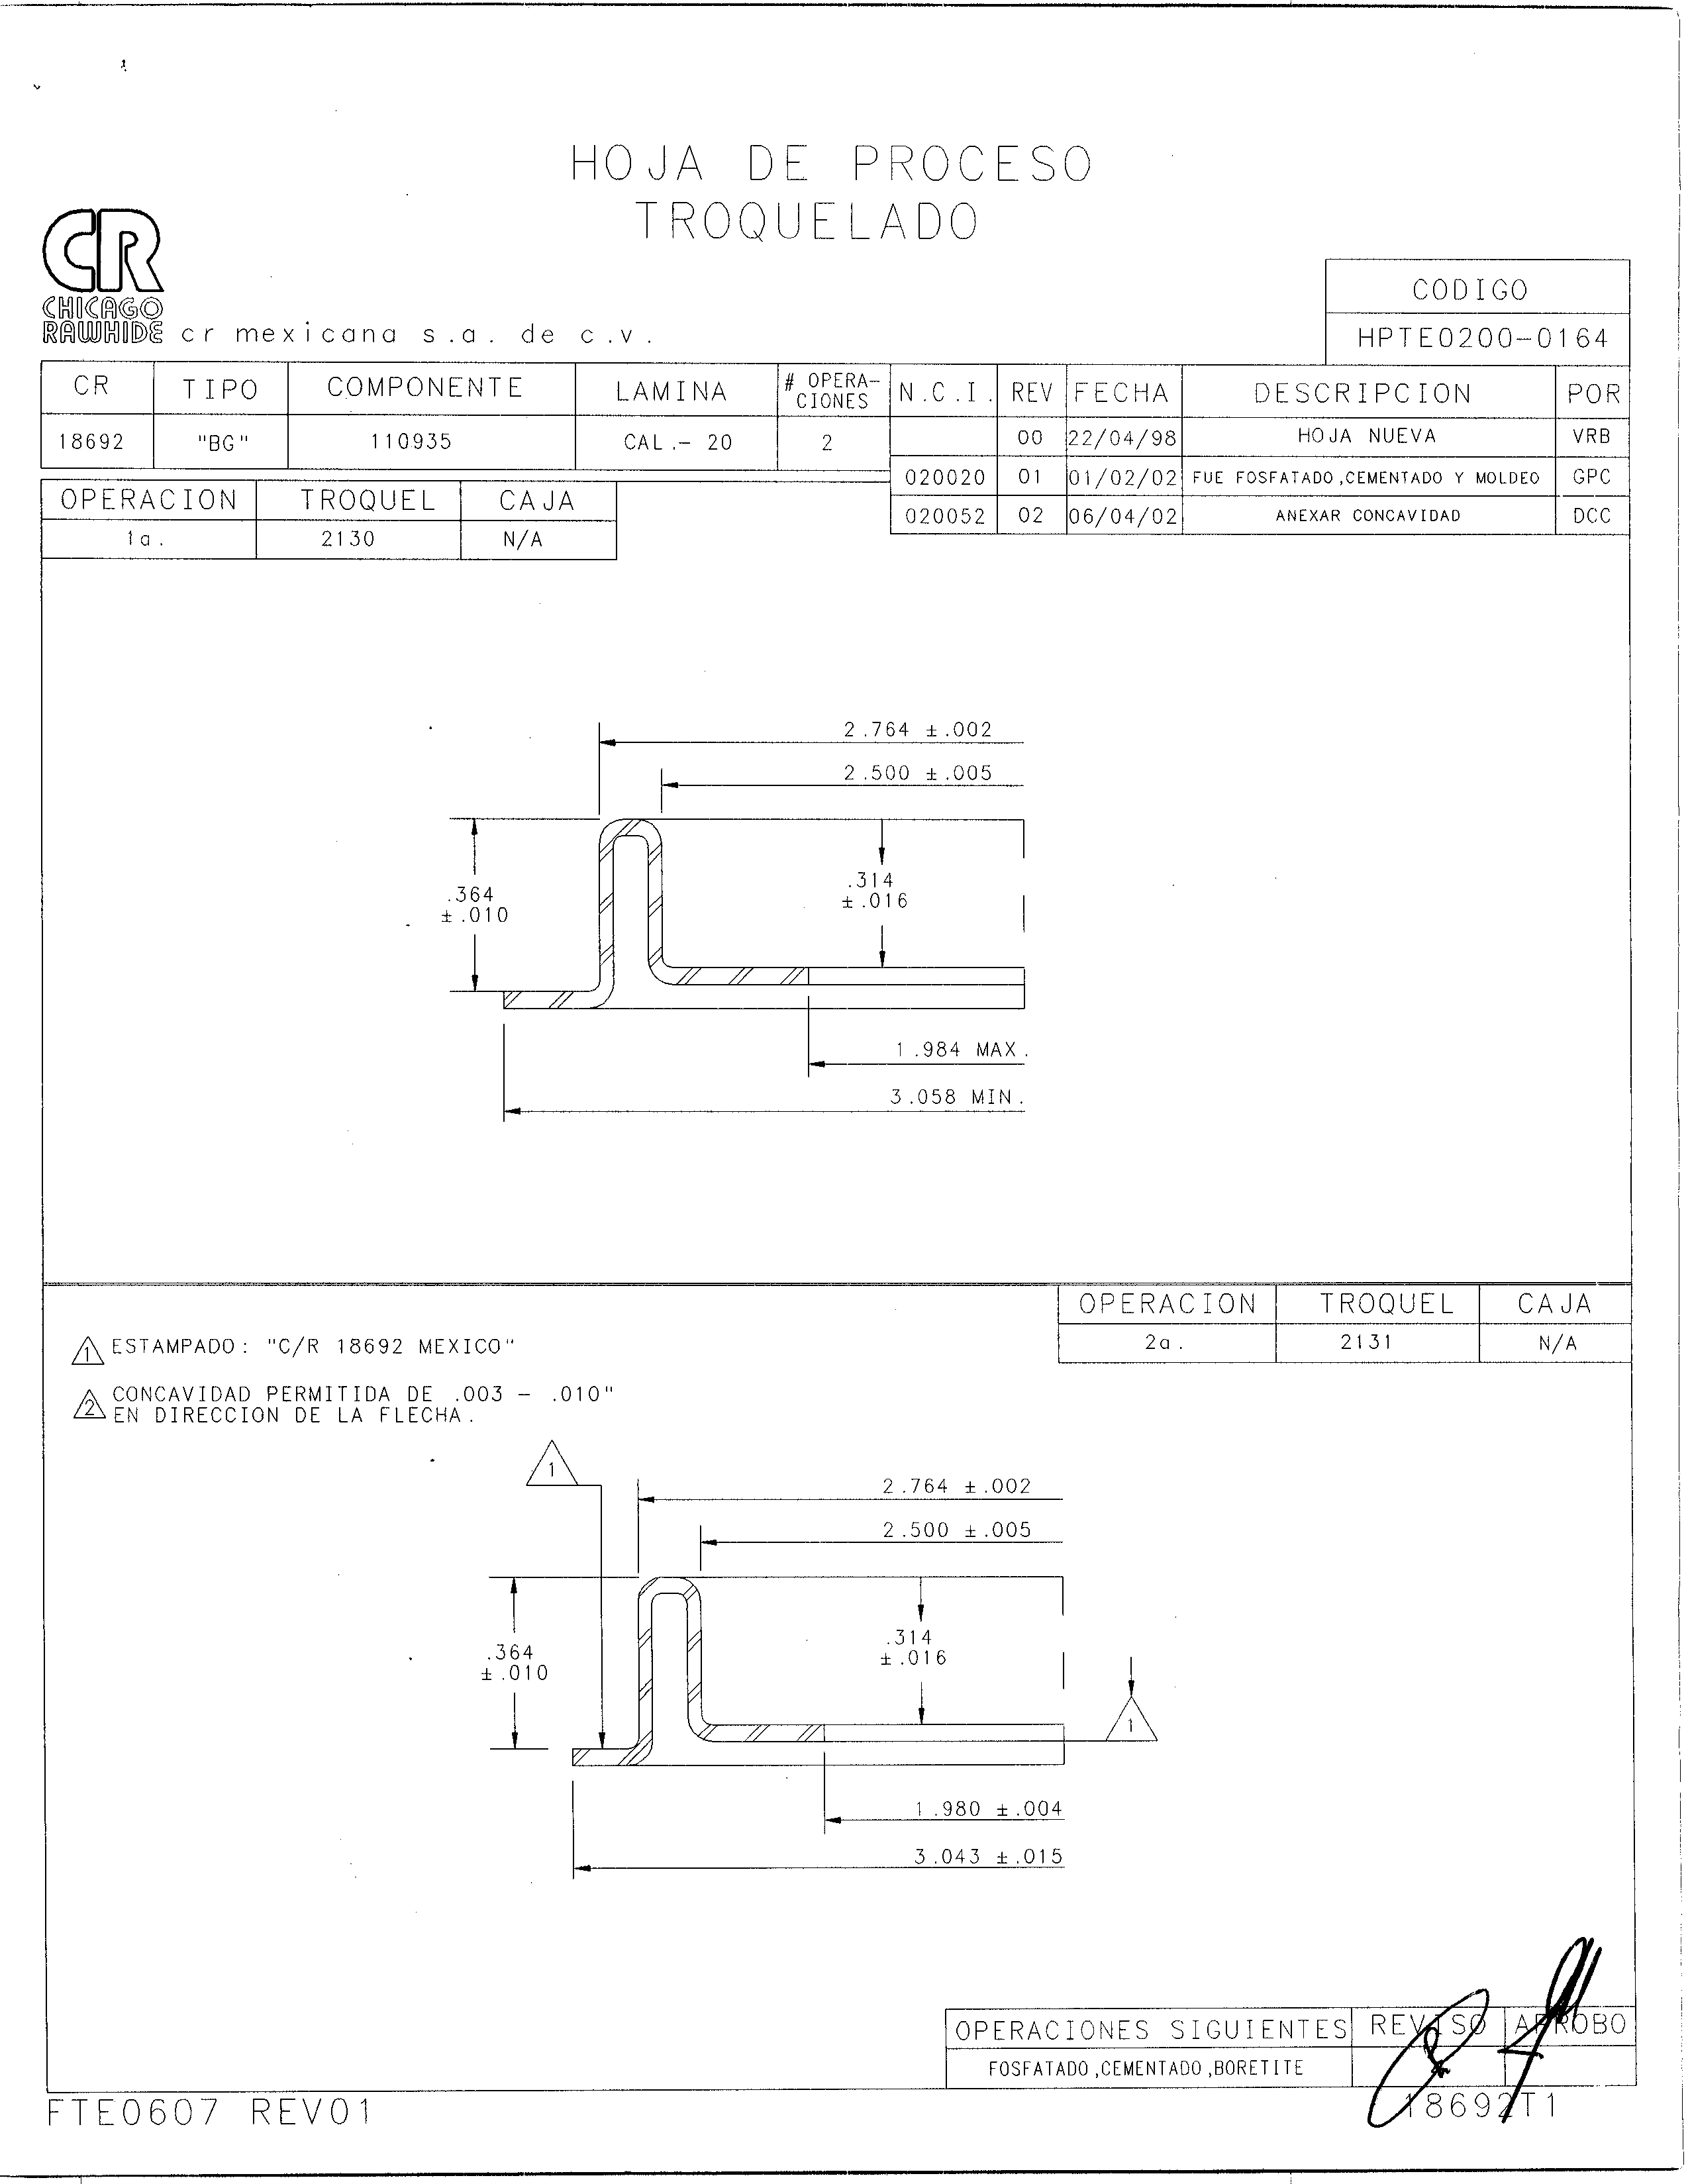 HOJA DE PROCESO
TROQUELADO
CR
CHICAGO
RAWHIDE cr mexicana s.a. de c.v.
CODIGO
HPTE0200-0164
CR TIPO COMPONENTE LAMINA # OPERA-CIONES N.C.I. REV FECHA DESCRIPCION POR
18692 "BG" 110935 CAL.- 20 2 00 22/04/98 HOJA NUEVA VRB
020020 01 01/02/02 FUE FOSFATADO,CEMENTADO Y MOLDEO GPC
020052 02 06/04/02 ANEXAR CONCAVIDAD DCC
OPERACION TROQUEL CAJA
1a. 2130 N/A
2.764 ±.002
2.500 ±.005
.364
±.010
.314
±.016
1.984 MAX.
3.058 MIN.
OPERACION TROQUEL CAJA
2a. 2131 N/A
1 ESTAMPADO: "C/R 18692 MEXICO"
2 CONCAVIDAD PERMITIDA DE .003 - .010"
EN DIRECCION DE LA FLECHA.
1
2.764 ±.002
2.500 ±.005
.364
±.010
.314
±.016
1
1.980 ±.004
3.043 ±.015
OPERACIONES SIGUIENTES REVISO APROBO
FOSFATADO,CEMENTADO,BORETITE
FTE0607 REV01
18692T1